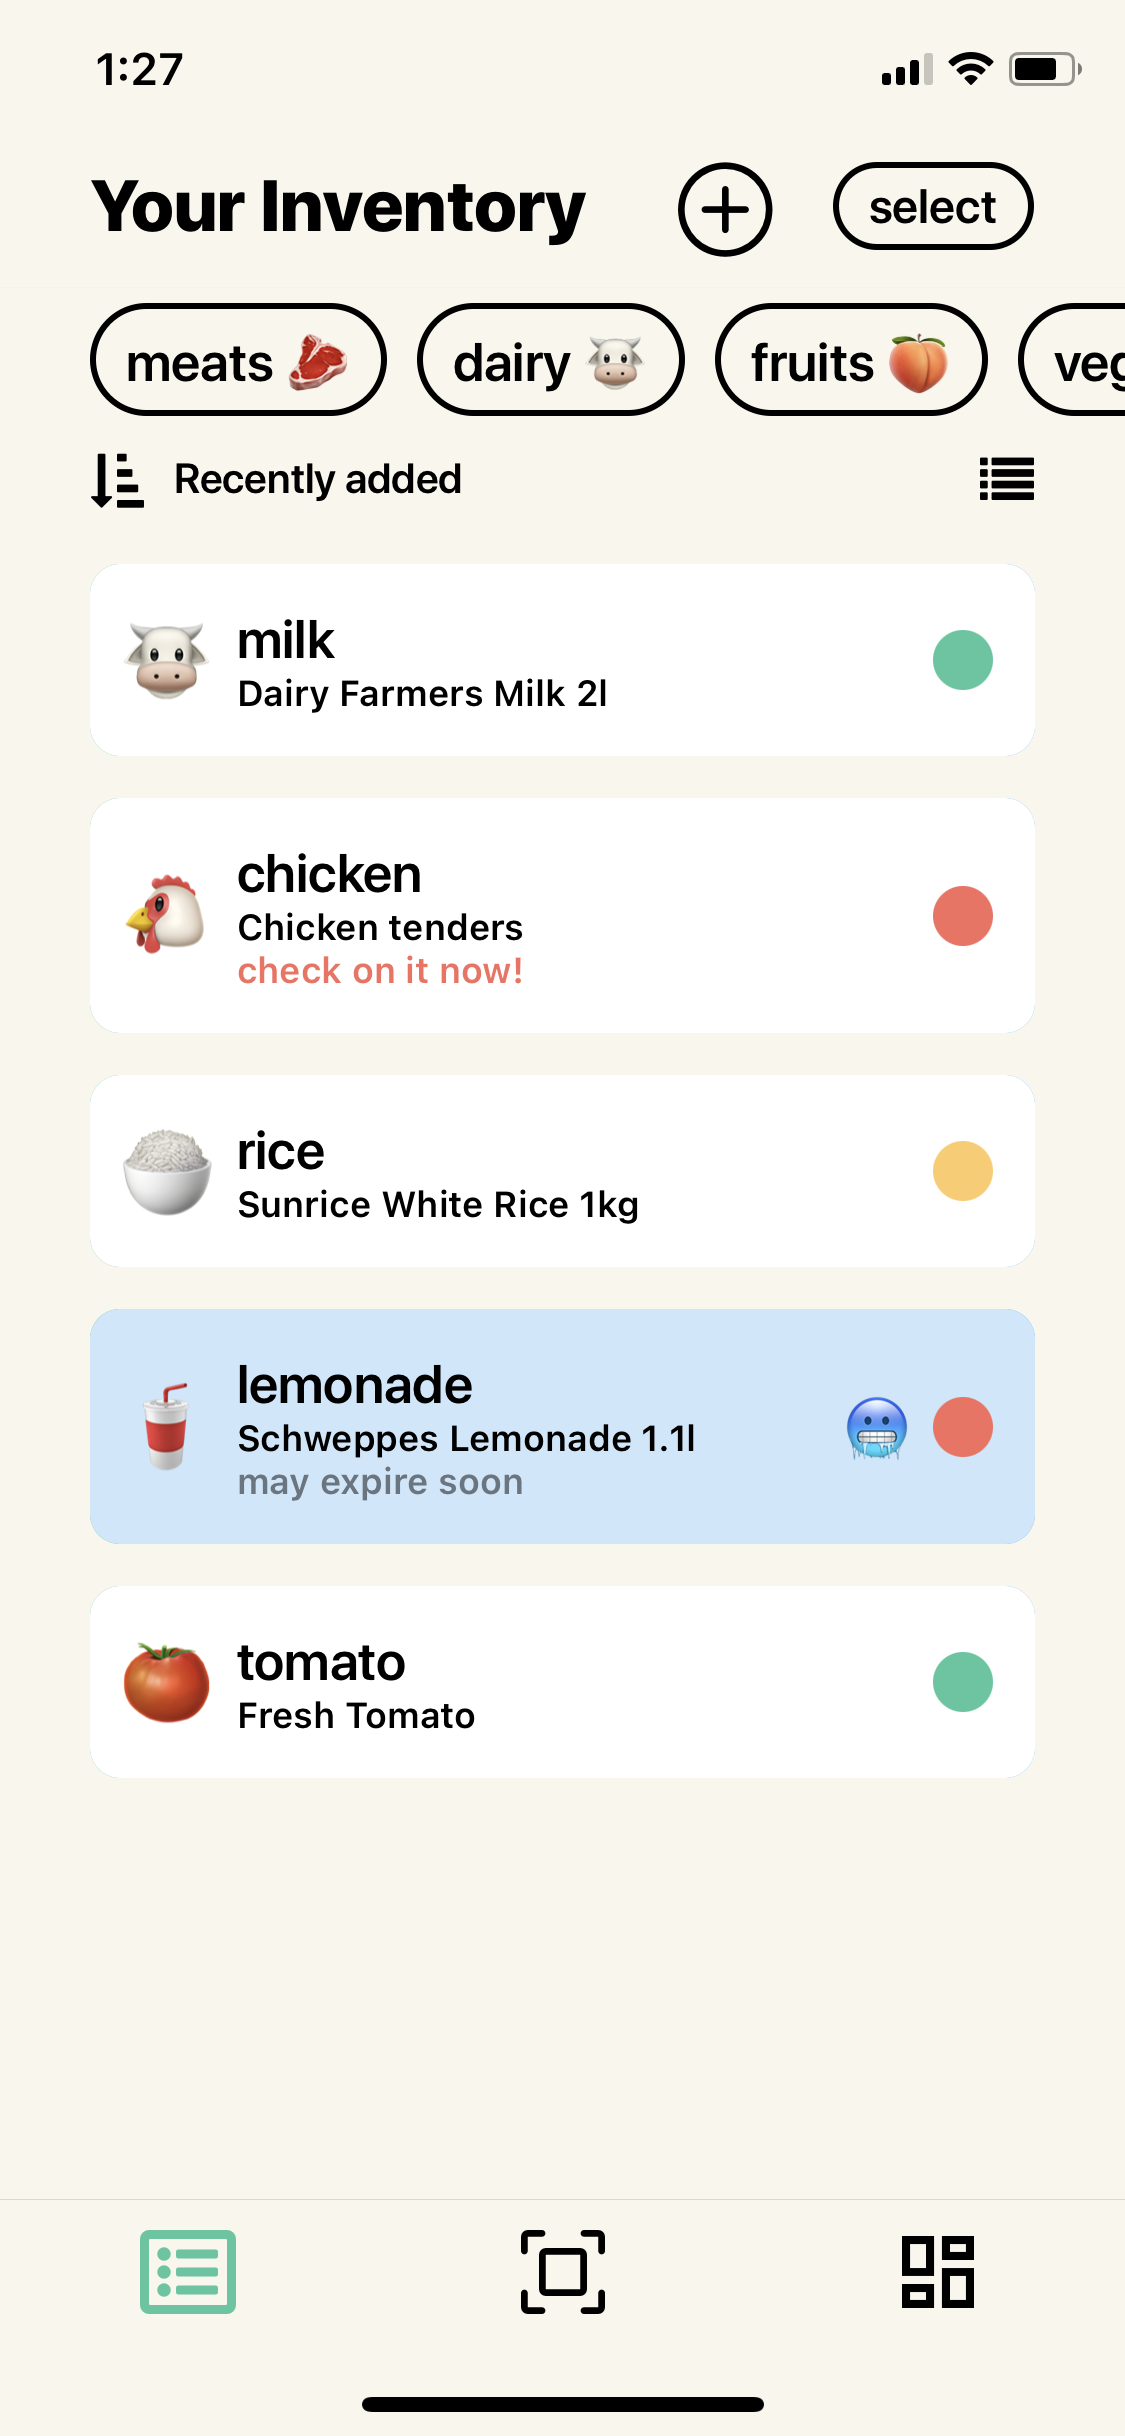 1:27
Your Inventory
select
meats
dairy
fruits
veg
Recently added
milk
Dairy Farmers Milk 2l
chicken
Chicken tenders
check on it now!
rice
Sunrice White Rice 1kg
lemonade
Schweppes Lemonade 1.1l
may expire soon
tomato
Fresh Tomato